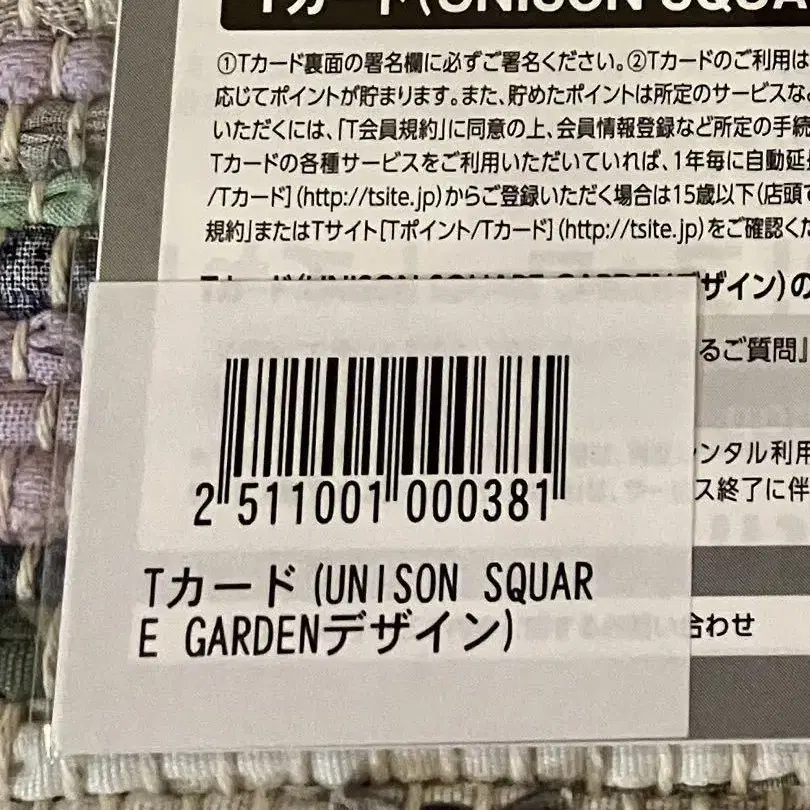 Tカード(UNISON SQUA
①Tカード裏面の署名欄に必ずご署名ください。②Tカードのご利用は
応じてポイントが貯まります。また、貯めたポイントは所定のサービスな
いただくには、「T会員規約」に同意の上、会員情報登録など所定の手続
Tカードの各種サービスをご利用いただいていれば、1年毎に自動延長
/Tカード](http://tsite.jp)からご登録いただく場合は15歳以下(店頭
規約」またはTサイト[Tポイント/Tカード](http://tsite.jp)をご確認くだ
Tカード(UNISON SQUARE GARDENデザイン)の
るご質問』
ンタル利用
ス終了に伴
2 511001 000381
Tカード(UNISON SQUAR
E GARDENデザイン)
合わせ